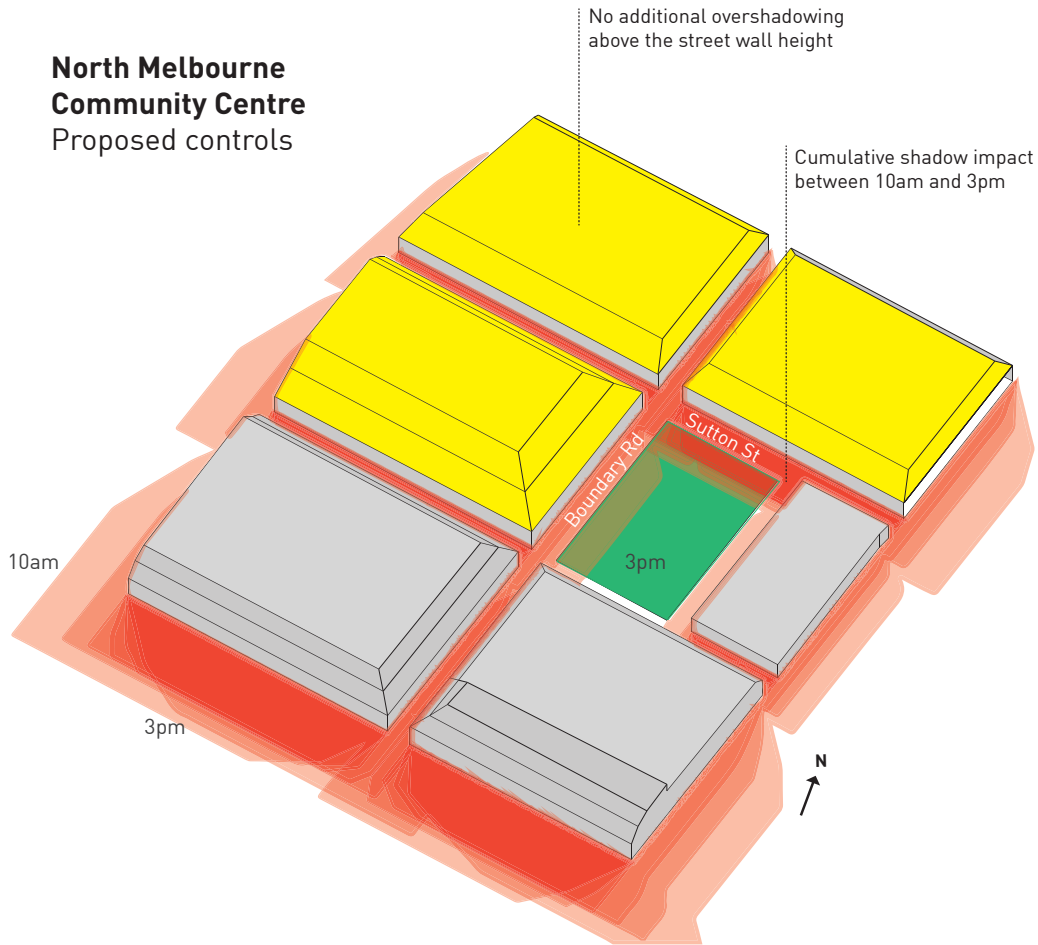 No additional overshadowing
above the street wall height
North Melbourne
Community Centre
Proposed controls
Cumulative shadow impact
between 10am and 3pm
Sutton St
Boundary Rd
10am
3pm
3pm
N